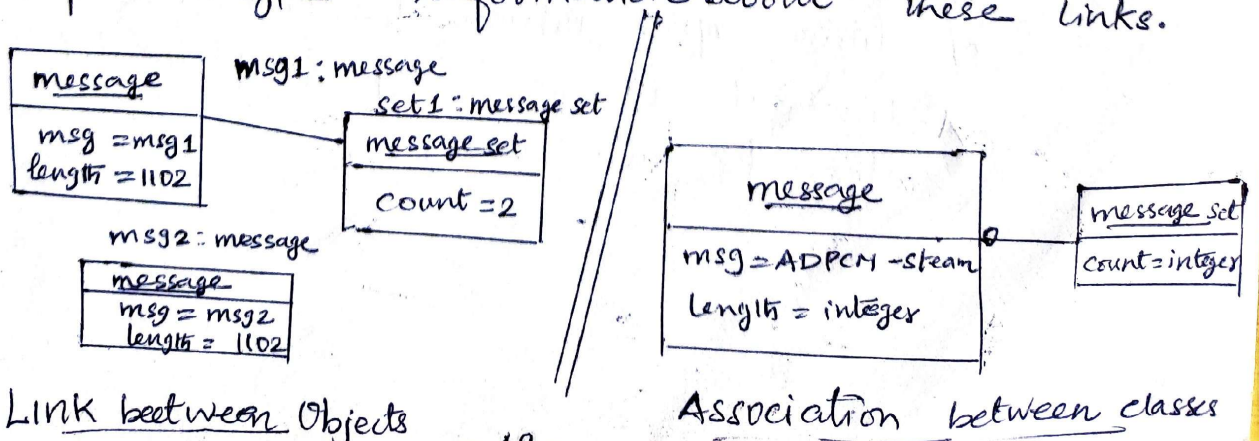 these links.
msg1 : message
message
msg = msg1
length = 1102
set1 : message set
message set
count = 2
msg2 : message
message
msg = msg2
length = 1102
Link beetween Objects
message
msg = ADPCM - steam
length = integer
message set
count = integer
Association between classes